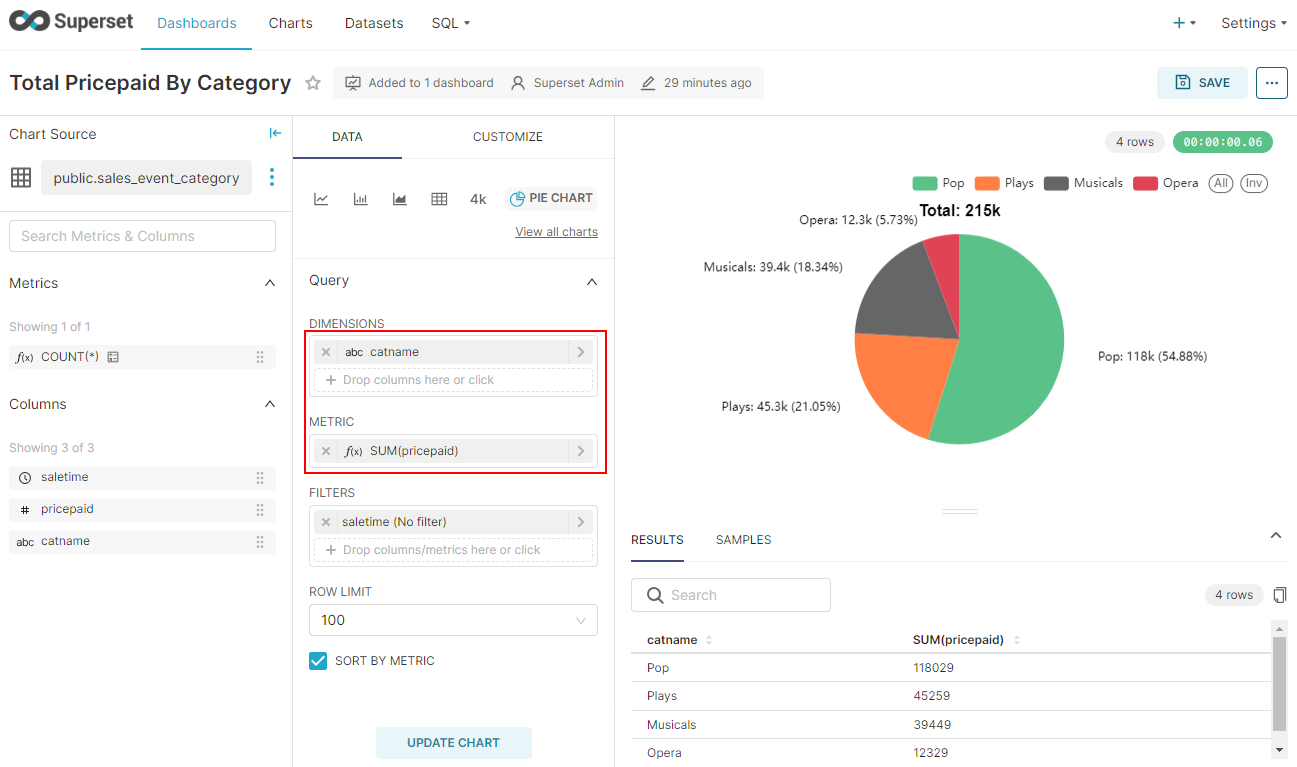 Superset
Dashboards
Charts
Datasets
SQL
+
Settings
Total Pricepaid By Category
Added to 1 dashboard
Superset Admin
29 minutes ago
SAVE
...
Chart Source
public.sales_event_category
Search Metrics & Columns
Metrics
Showing 1 of 1
f(x) COUNT(*)
Columns
Showing 3 of 3
saletime
# pricepaid
abc catname
DATA
CUSTOMIZE
4k
PIE CHART
View all charts
Query
DIMENSIONS
abc catname
+ Drop columns here or click
METRIC
f(x) SUM(pricepaid)
FILTERS
saletime (No filter)
+ Drop columns/metrics here or click
ROW LIMIT
100
SORT BY METRIC
UPDATE CHART
4 rows
00:00:00.06
Pop
Plays
Musicals
Opera
All
Inv
Total: 215k
Opera: 12.3k (5.73%)
Musicals: 39.4k (18.34%)
Pop: 118k (54.88%)
Plays: 45.3k (21.05%)
RESULTS
SAMPLES
Search
4 rows
catname SUM(pricepaid)
Pop 118029
Plays 45259
Musicals 39449
Opera 12329